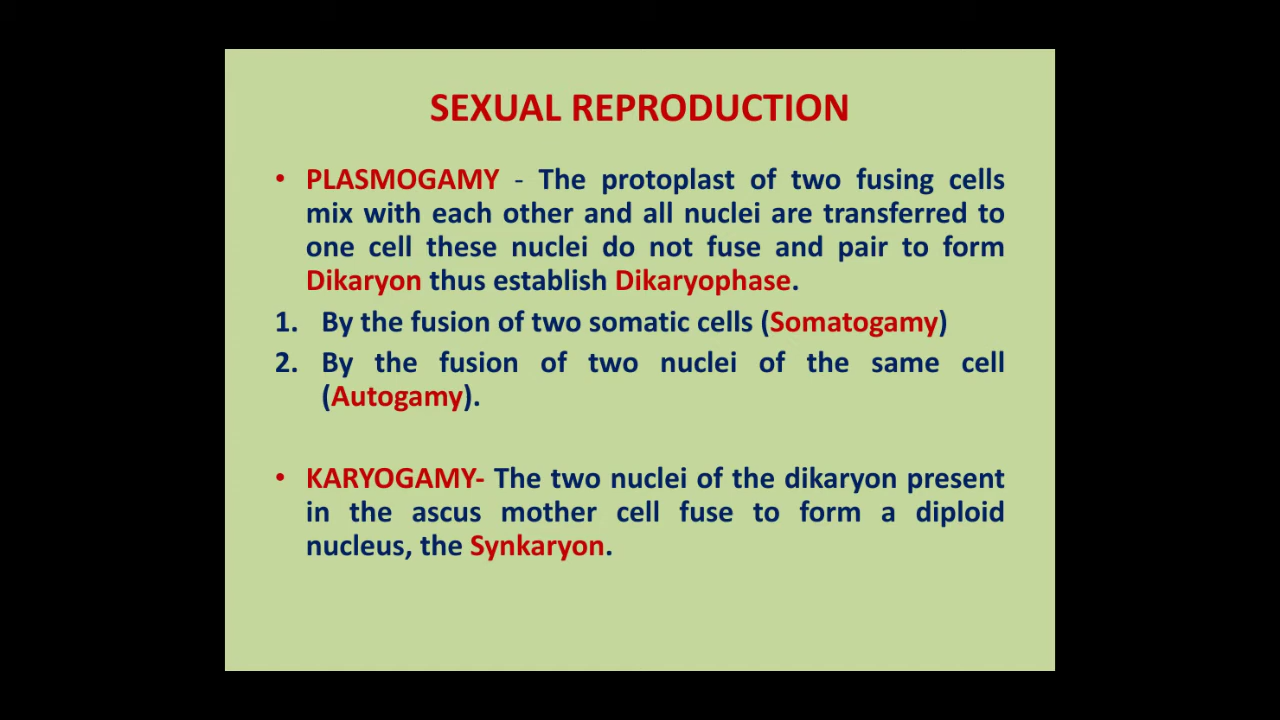 SEXUAL REPRODUCTION
• PLASMOGAMY - The protoplast of two fusing cells
mix with each other and all nuclei are transferred to
one cell these nuclei do not fuse and pair to form
Dikaryon thus establish Dikaryophase.
1. By the fusion of two somatic cells (Somatogamy)
2. By the fusion of two nuclei of the same cell
(Autogamy).
• KARYOGAMY- The two nuclei of the dikaryon present
in the ascus mother cell fuse to form a diploid
nucleus, the Synkaryon.